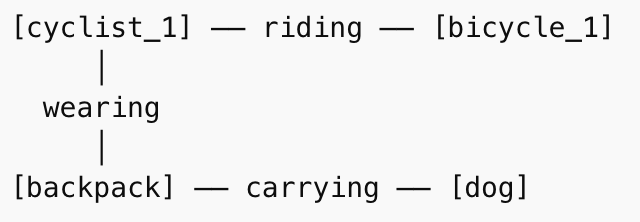 [cyclist_1] —— riding —— [bicycle_1]
│
wearing
│
[backpack] —— carrying —— [dog]